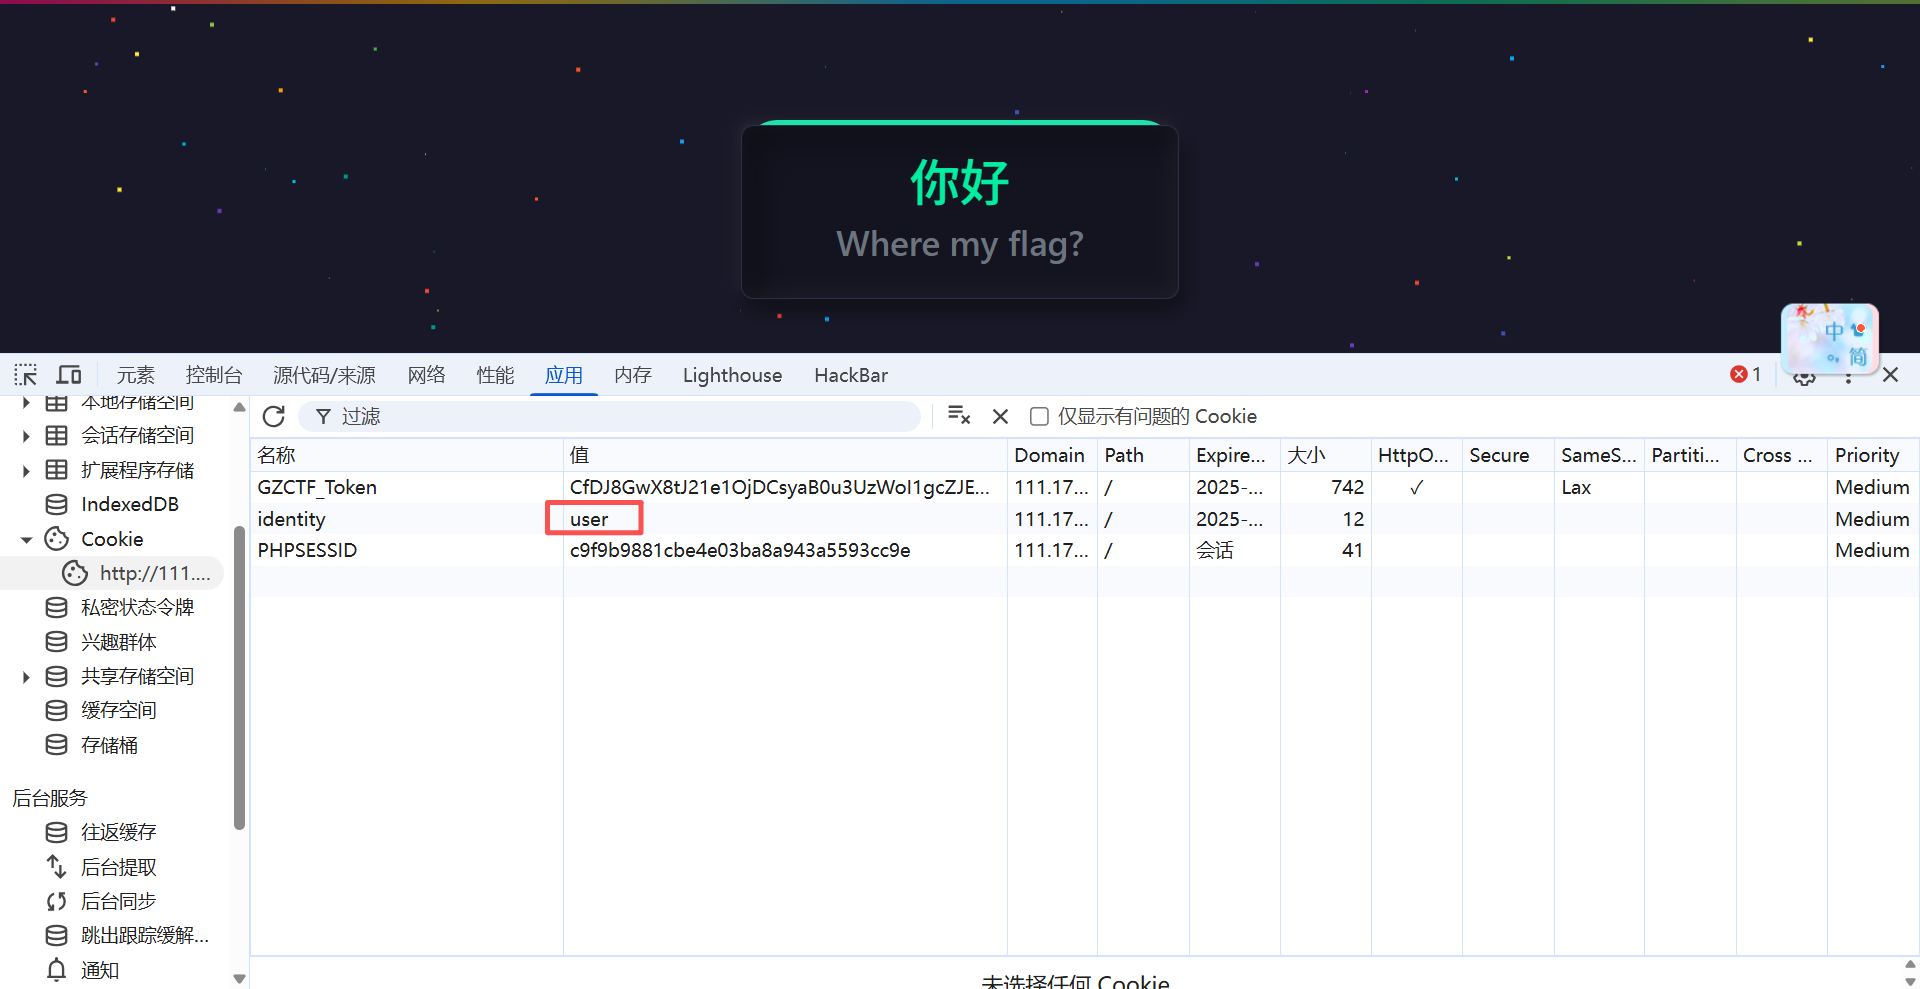 你好
Where my flag?
中
简
元素 控制台 源代码/来源 网络 性能 应用 内存 Lighthouse HackBar 1
本地存储空间
会话存储空间
扩展程序存储
IndexedDB
Cookie
http://111....
私密状态令牌
兴趣群体
共享存储空间
缓存空间
存储桶
后台服务
往返缓存
后台提取
后台同步
跳出跟踪缓解...
通知
过滤 仅显示有问题的 Cookie
名称 值 Domain Path Expire... 大小 HttpO... Secure SameS... Partiti... Cross ... Priority
GZCTF_Token CfDJ8GwX8tJ21e1OjDCsyaB0u3UzWoI1gcZJE... 111.17... / 2025-... 742 ✓ Lax Medium
identity user 111.17... / 2025-... 12 Medium
PHPSESSID c9f9b9881cbe4e03ba8a943a5593cc9e 111.17... / 会话 41 Medium
未选择任何 Cookie